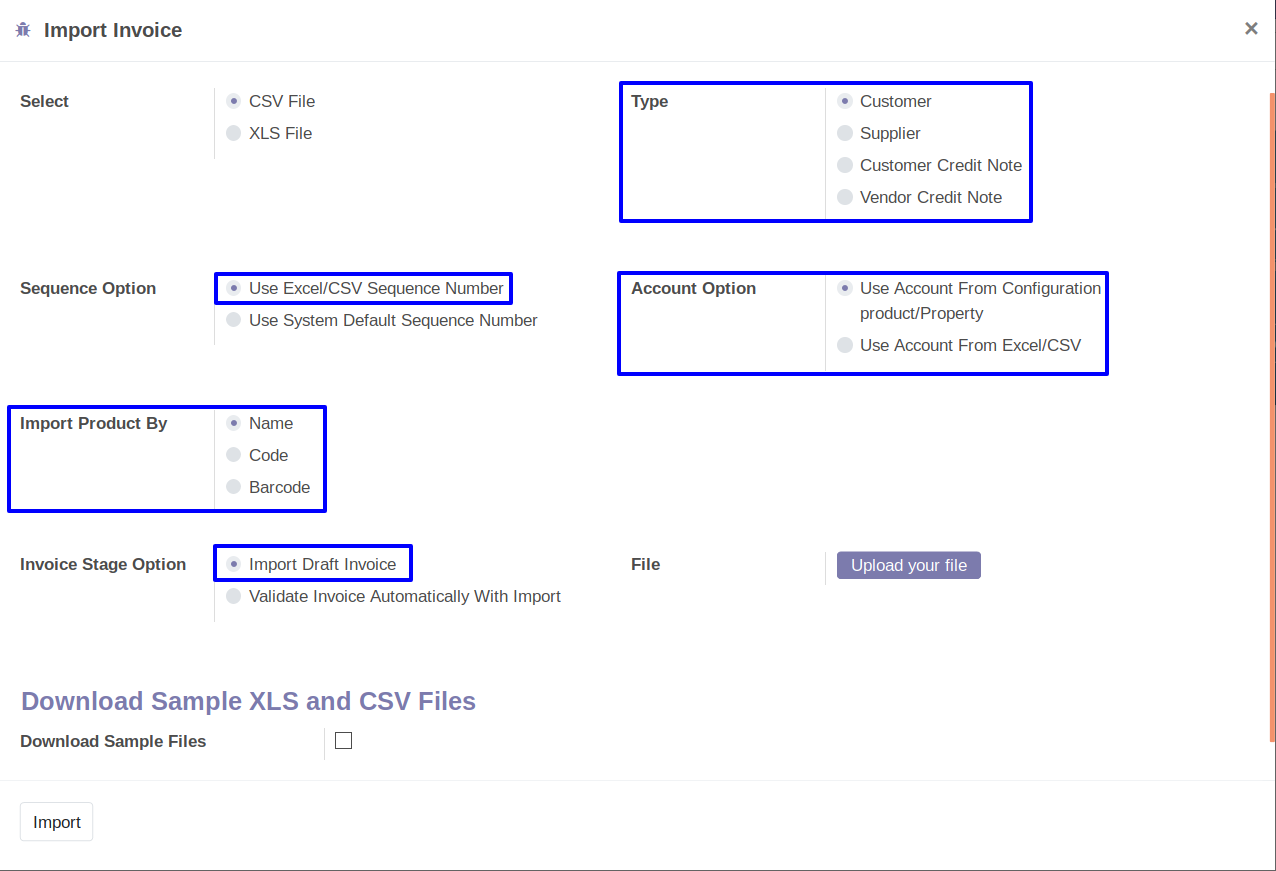 Import Invoice
×
Select
CSV File
XLS File
Type
Customer
Supplier
Customer Credit Note
Vendor Credit Note
Sequence Option
Use Excel/CSV Sequence Number
Use System Default Sequence Number
Account Option
Use Account From Configuration
product/Property
Use Account From Excel/CSV
Import Product By
Name
Code
Barcode
Invoice Stage Option
Import Draft Invoice
Validate Invoice Automatically With Import
File
Upload your file
Download Sample XLS and CSV Files
Download Sample Files
Import